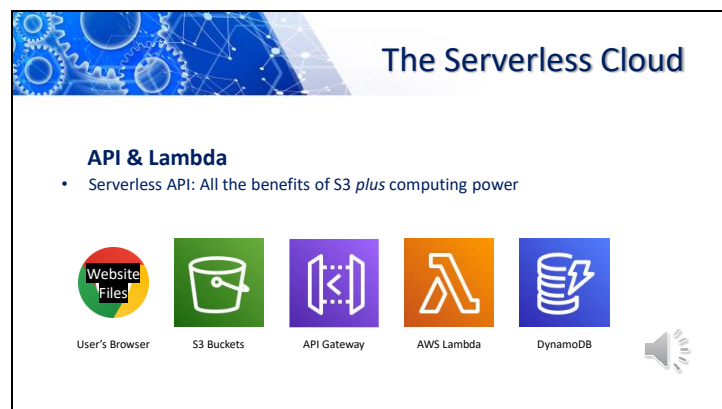 The Serverless Cloud
API & Lambda
• Serverless API: All the benefits of S3 plus computing power
Website
Files
User's Browser
S3 Buckets
API Gateway
AWS Lambda
DynamoDB